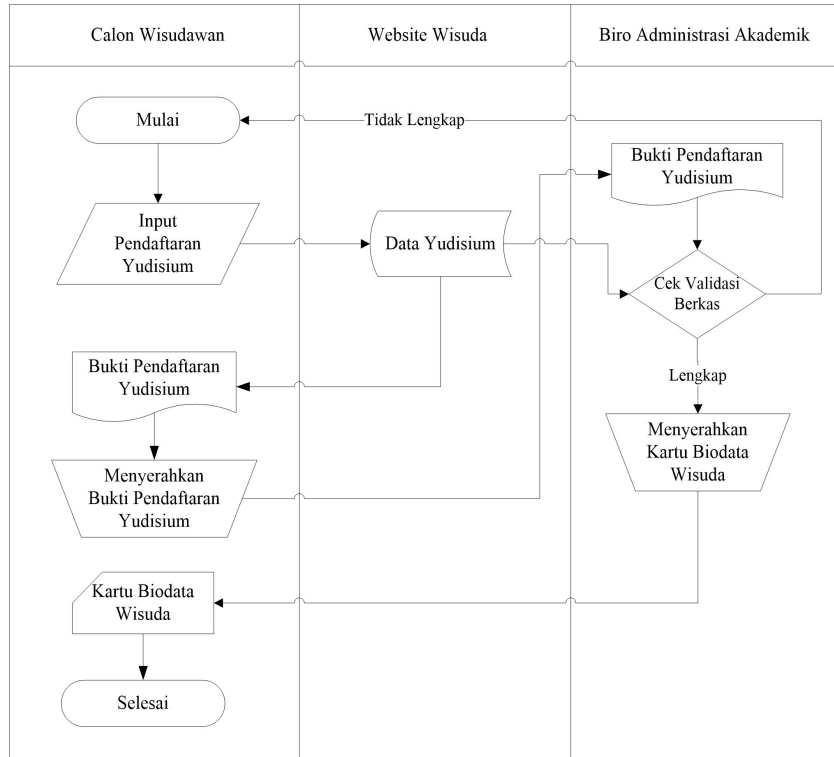 Calon Wisudawan
Website Wisuda
Biro Administrasi Akademik
Mulai
Tidak Lengkap
Bukti Pendaftaran
Yudisium
Input
Pendaftaran
Yudisium
Data Yudisium
Cek Validasi
Berkas
Bukti Pendaftaran
Yudisium
Lengkap
Menyerahkan
Bukti Pendaftaran
Yudisium
Menyerahkan
Kartu Biodata
Wisuda
Kartu Biodata
Wisuda
Selesai